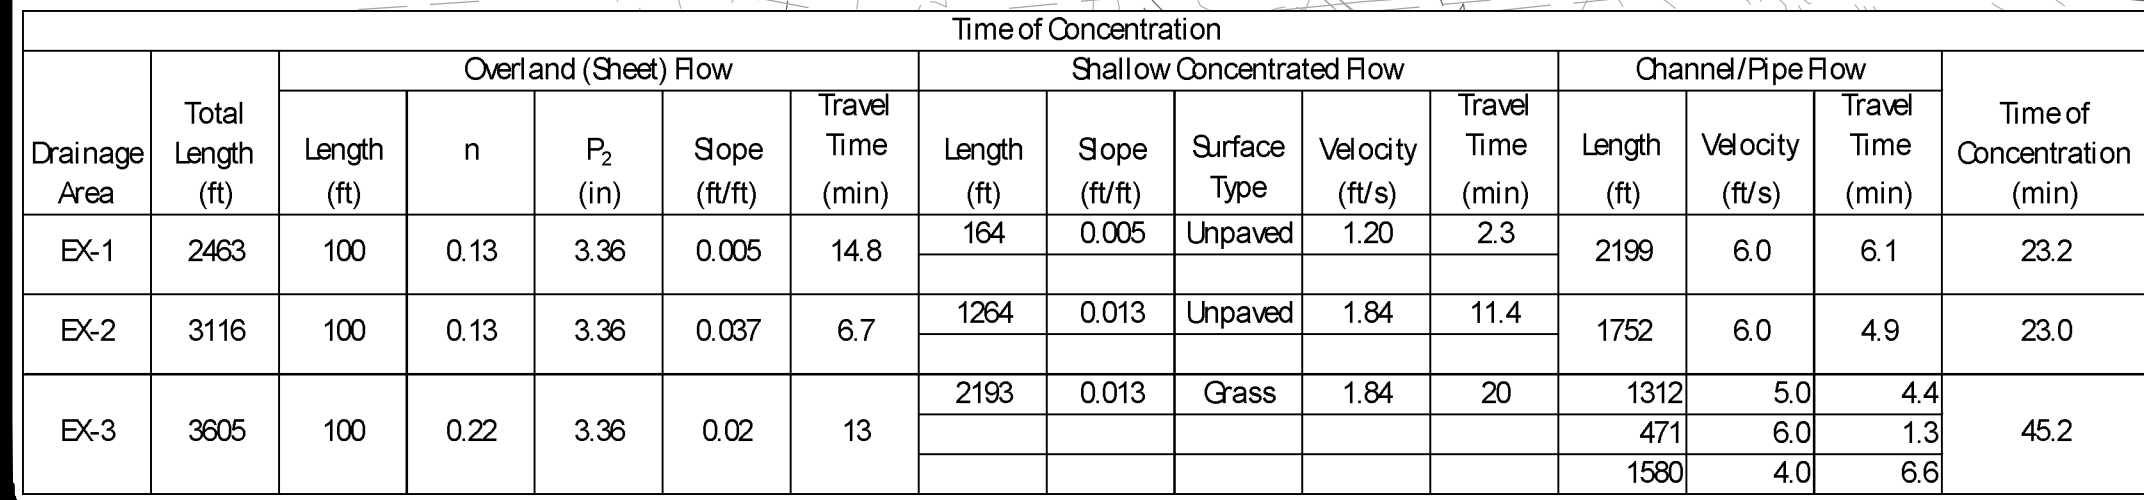 Time of Concentration
Overland (Sheet) Flow Shallow Concentrated Flow Channel/Pipe Flow
Drainage Area Total Length (ft) Length (ft) n P₂ (in) Slope (ft/ft) Travel Time (min) Length (ft) Slope (ft/ft) Surface Type Velocity (ft/s) Travel Time (min) Length (ft) Velocity (ft/s) Travel Time (min) Time of Concentration (min)
EX-1 2463 100 0.13 3.36 0.005 14.8 164 0.005 Unpaved 1.20 2.3 2199 6.0 6.1 23.2
EX-2 3116 100 0.13 3.36 0.037 6.7 1264 0.013 Unpaved 1.84 11.4 1752 6.0 4.9 23.0
EX-3 3605 100 0.22 3.36 0.02 13 2193 0.013 Grass 1.84 20 1312 5.0 4.4 45.2
471 6.0 1.3
1580 4.0 6.6